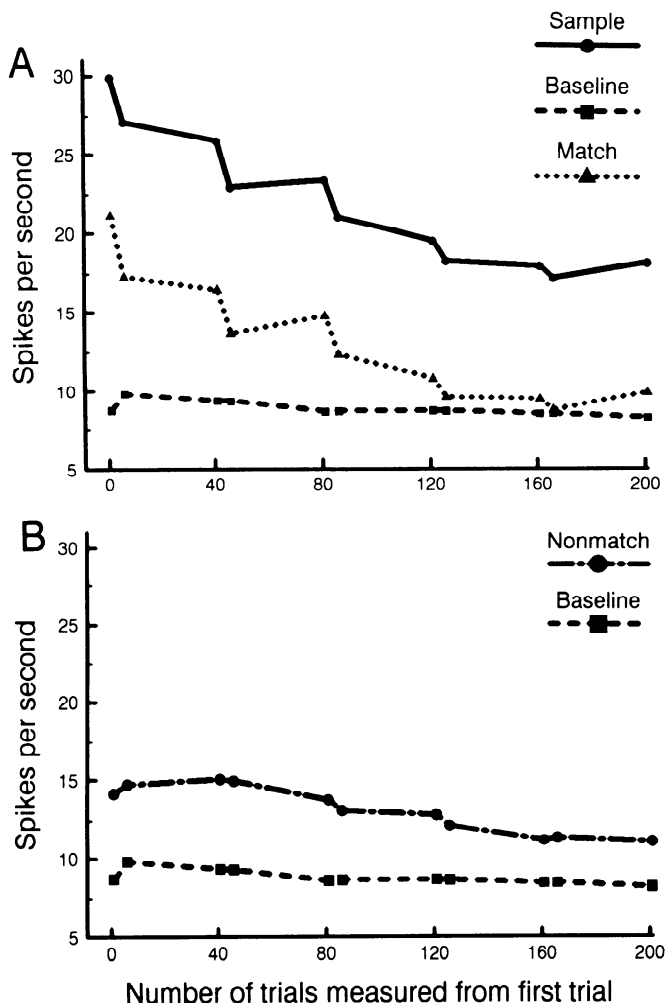 A
Sample
Baseline
Match
Spikes per second
30
25
20
15
10
5
0
40
80
120
160
200
B
Nonmatch
Baseline
Spikes per second
30
25
20
15
10
5
0
40
80
120
160
200
Number of trials measured from first trial